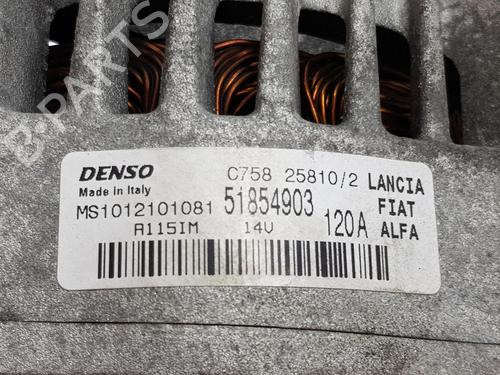 B-PARTS
DENSO C758 25810/2 LANCIA
Made in Italy
MS1012101081 51854903 FIAT
A115IM 14V 120A ALFA